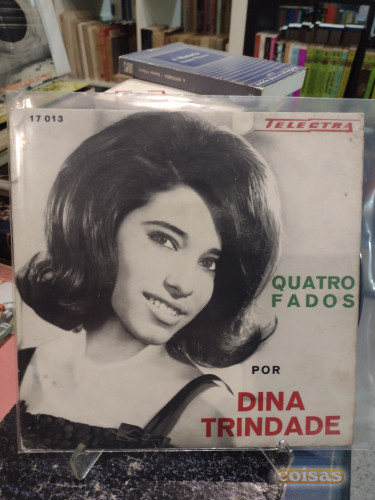 17 013
TELECTRA
QUATRO
FADOS
POR
DINA
TRINDADE
coisas